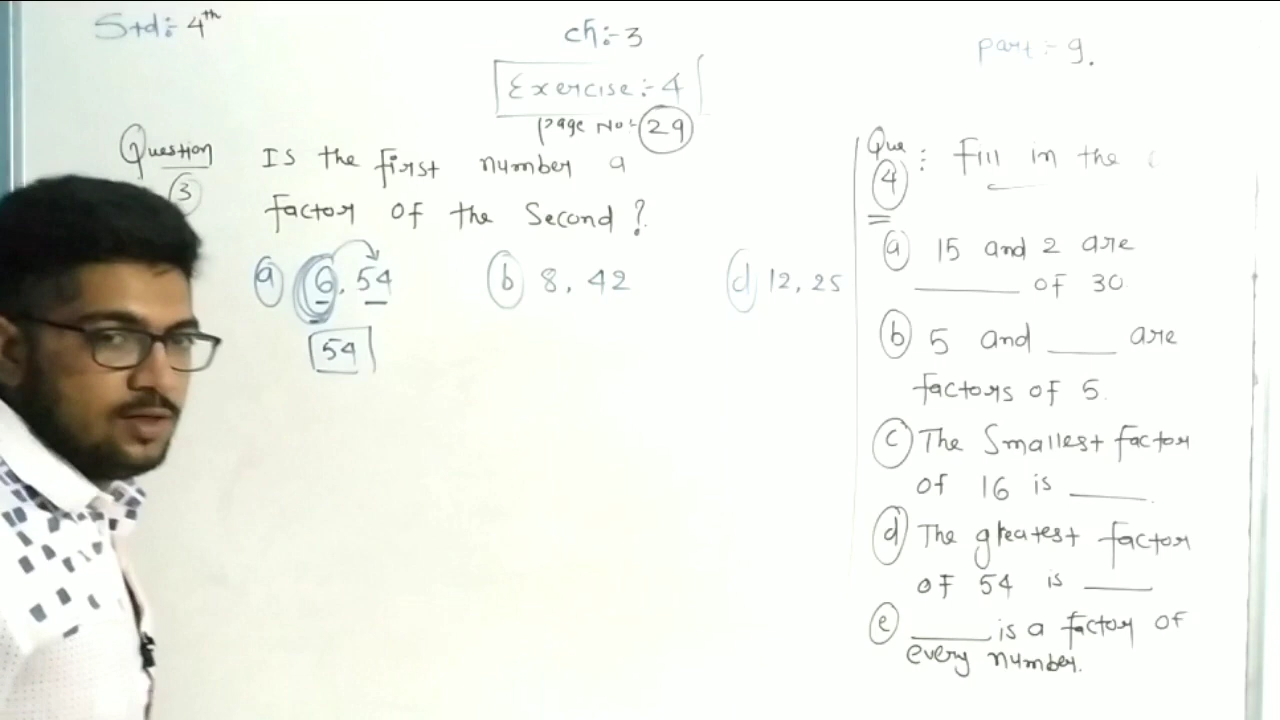 Std:- 4th
ch:-3
part:- 9.
Exercise:-4
page No:- 29
Question 3
Is the first number a
factor of the Second?
a 6, 54
b 8, 42
d 12, 25
54
Que 4 : Fill in the
a 15 and 2 are
_____ of 30
b 5 and ____ are
factors of 5.
c The Smallest factor
of 16 is ____.
d The greatest factor
of 54 is ____
e ____ is a factor of
every number.